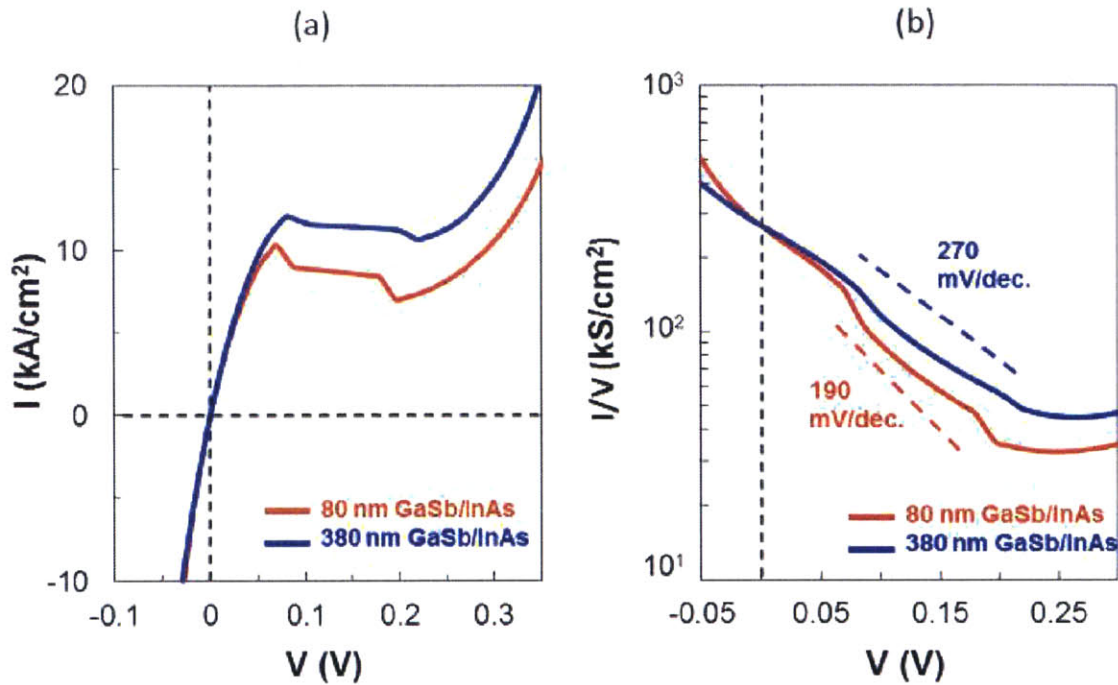 (a)
I (kA/cm²)
20
10
0
-10
-0.1
0
0.1
0.2
0.3
V (V)
80 nm GaSb/InAs
380 nm GaSb/InAs
(b)
I/V (kS/cm²)
10³
10²
10¹
-0.05
0.05
0.15
0.25
V (V)
270
mV/dec.
190
mV/dec.
80 nm GaSb/InAs
380 nm GaSb/InAs